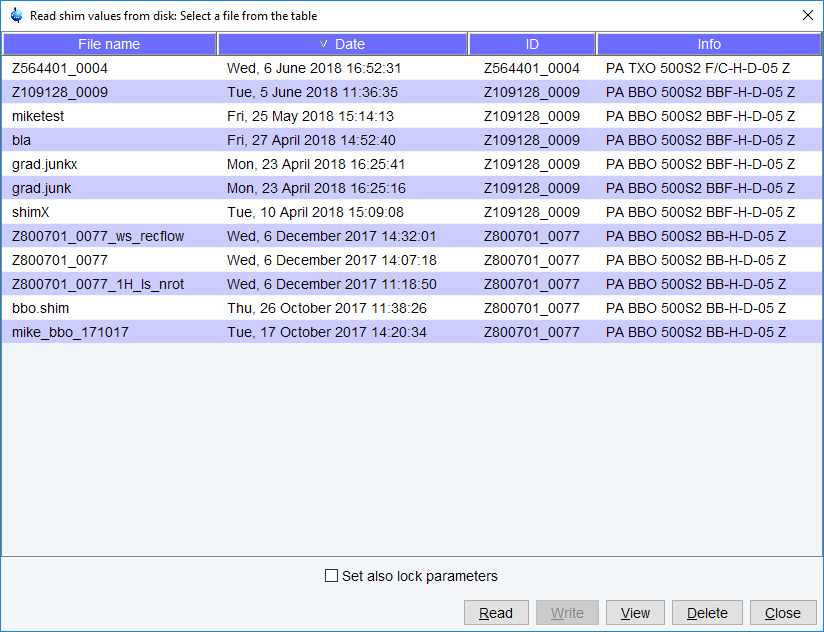 Read shim values from disk: Select a file from the table
File name Date ID Info
Z564401_0004 Wed, 6 June 2018 16:52:31 Z564401_0004 PA TXO 500S2 F/C-H-D-05 Z
Z109128_0009 Tue, 5 June 2018 11:36:35 Z109128_0009 PA BBO 500S2 BBF-H-D-05 Z
miketest Fri, 25 May 2018 15:14:13 Z109128_0009 PA BBO 500S2 BBF-H-D-05 Z
bla Fri, 27 April 2018 14:52:40 Z109128_0009 PA BBO 500S2 BBF-H-D-05 Z
grad.junkx Mon, 23 April 2018 16:25:41 Z109128_0009 PA BBO 500S2 BBF-H-D-05 Z
grad.junk Mon, 23 April 2018 16:25:16 Z109128_0009 PA BBO 500S2 BBF-H-D-05 Z
shimX Tue, 10 April 2018 15:09:08 Z109128_0009 PA BBO 500S2 BBF-H-D-05 Z
Z800701_0077_ws_recflow Wed, 6 December 2017 14:32:01 Z800701_0077 PA BBO 500S2 BB-H-D-05 Z
Z800701_0077 Wed, 6 December 2017 14:07:18 Z800701_0077 PA BBO 500S2 BB-H-D-05 Z
Z800701_0077_1H_ls_nrot Wed, 6 December 2017 11:18:50 Z800701_0077 PA BBO 500S2 BB-H-D-05 Z
bbo.shim Thu, 26 October 2017 11:38:26 Z800701_0077 PA BBO 500S2 BB-H-D-05 Z
mike_bbo_171017 Tue, 17 October 2017 14:20:34 Z800701_0077 PA BBO 500S2 BB-H-D-05 Z
Set also lock parameters
Read Write View Delete Close